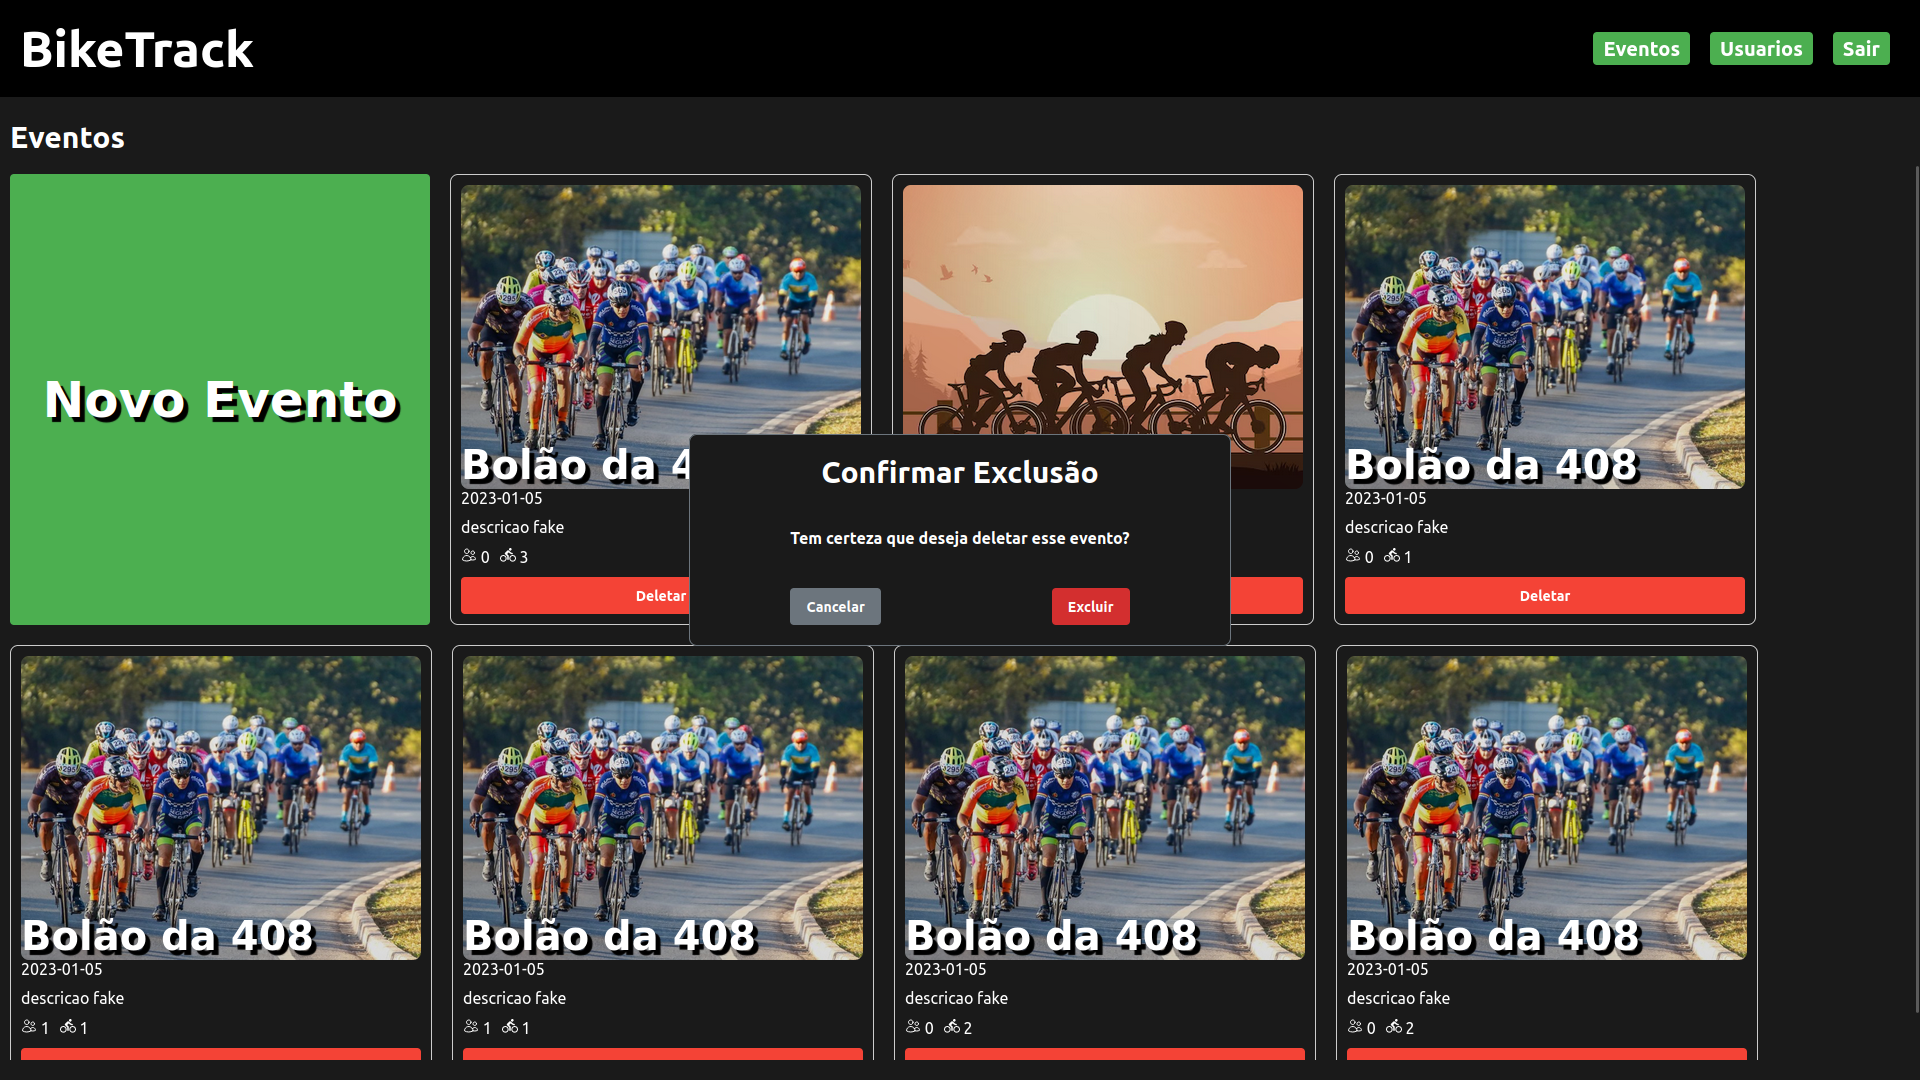 BikeTrack
Eventos
Usuarios
Sair
Eventos
Novo Evento
Bolão da 4
2023-01-05
descricao fake
0 3
Deletar
Bolão da 408
2023-01-05
descricao fake
0 1
Deletar
Confirmar Exclusão
Tem certeza que deseja deletar esse evento?
Cancelar
Excluir
Bolão da 408
2023-01-05
descricao fake
1 1
Bolão da 408
2023-01-05
descricao fake
1 1
Bolão da 408
2023-01-05
descricao fake
0 2
Bolão da 408
2023-01-05
descricao fake
0 2